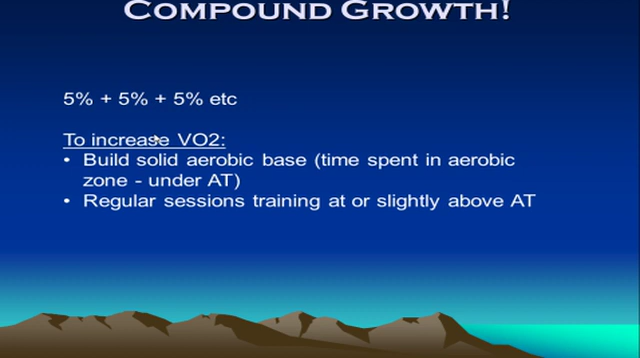 COMPOUND GROWTH!
5% + 5% + 5% etc
To increase VO2:
• Build solid aerobic base (time spent in aerobic
zone - under AT)
• Regular sessions training at or slightly above AT